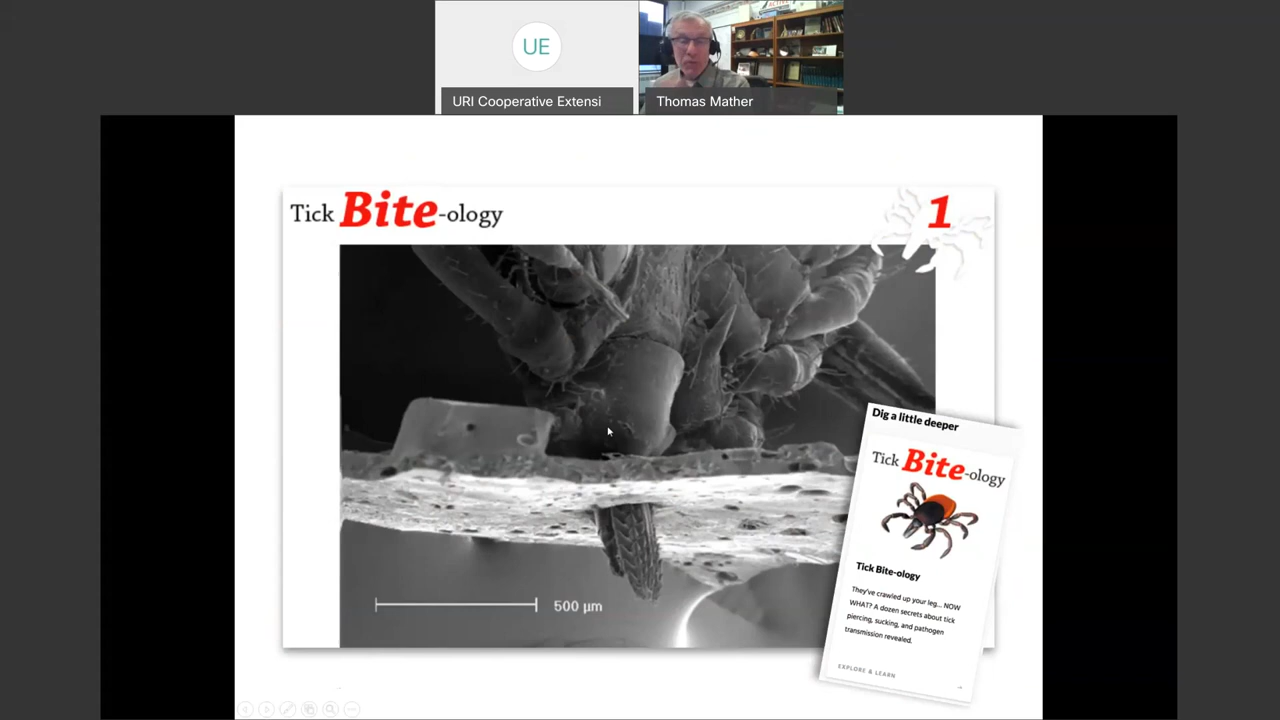 UE
URI Cooperative Extensi
Thomas Mather
Tick Bite-ology
1
500 µm
Dig a little deeper
Tick Bite-ology
Tick Bite-ology
They've crawled up your leg... NOW
WHAT? A dozen secrets about tick
piercing, sucking, and pathogen
transmission revealed.
EXPLORE & LEARN